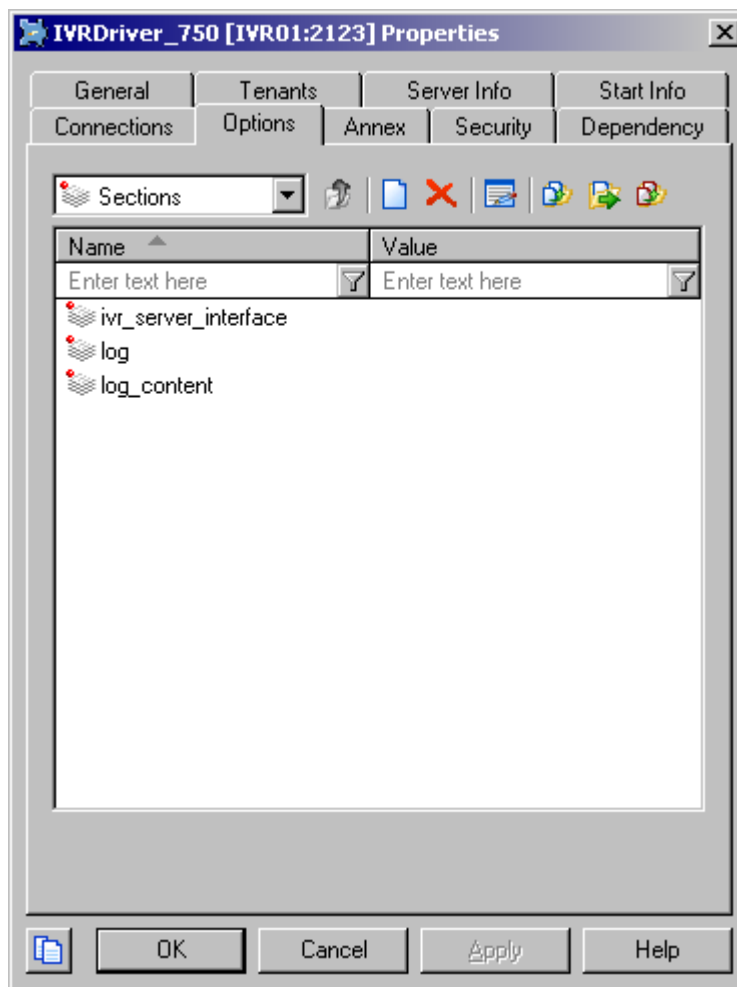 IVRDriver_750 [IVR01:2123] Properties
General Tenants Server Info Start Info
Connections Options Annex Security Dependency
Sections
Name Value
Enter text here Enter text here
ivr_server_interface
log
log_content
OK Cancel Apply Help